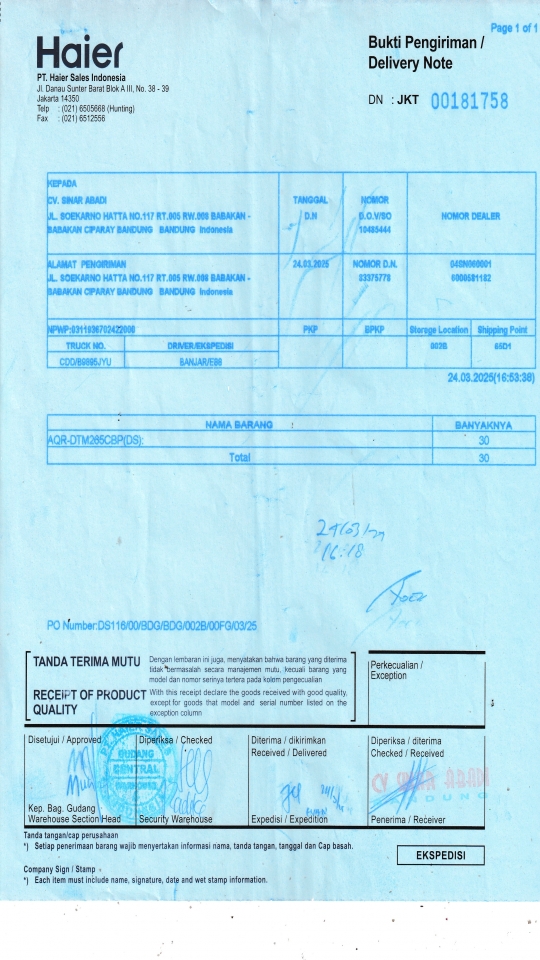 Page 1 of 1
Haier
Bukti Pengiriman /
Delivery Note
PT. Haier Sales Indonesia
Jl. Danau Sunter Barat Blok A III, No. 38 - 39
Jakarta 14350
Telp : (021) 6505668 (Hunting)
Fax : (021) 6512556
DN : JKT 00181758
KEPADA
CV. SINAR ABADI
JL. SOEKARNO HATTA NO.117 RT.005 RW.008 BABAKAN -
BABAKAN CIPARAY BANDUNG BANDUNG Indonesia
TANGGAL
D.N
NOMOR
D.O.V/SO
10485444
NOMOR DEALER
ALAMAT PENGIRIMAN
JL. SOEKARNO HATTA NO.117 RT.005 RW.008 BABAKAN -
BABAKAN CIPARAY BANDUNG BANDUNG Indonesia
24.03.2025
NOMOR D.N.
83375778
PKP
BPKP
Storage Location
Shipping Point
TRUCK NO.
DRIVER/EKSPEDISI
002B
65D1
CDD/B9895JYU
BANJAR/EB8
24.03.2025(16:53:38)
NAMA BARANG
BANYAKNYA
AQR-DTM265CBP(DS):
30
Total
30
16:18
PO Number:DS116/00/BDG/BDG/002B/00FG/03/25
TANDA TERIMA MUTU
Dengan lembaran ini juga, menyatakan bahwa barang yang diterima
tidak bermasalah secara manajemen mutu, kecuali barang yang
model dan nomor serinya tertera pada kolem pengecualian
RECEIPT OF PRODUCT
QUALITY
With this receipt declare the goods received with good quality,
except for goods that model and serial number listed on the
exception column
Perkecualian /
Exception
Disetujui / Approved
Diperiksa / Checked
Diterima / dikirimkan
Received / Delivered
Diperiksa / diterima
Checked / Received
GUDANG
CENTRAL
Kep. Bag. Gudang
Warehouse Section Head
Security Warehouse
Expedisi / Expedition
Penerima / Receiver
Tanda tangan/cap perusahaan
*) Setiap penerimaan barang wajib menyertakan informasi nama, tanda tangan, tanggal dan Cap basah.
EKSPEDISI
Company Sign / Stamp
*) Each item must include name, signature, date and wet stamp information.